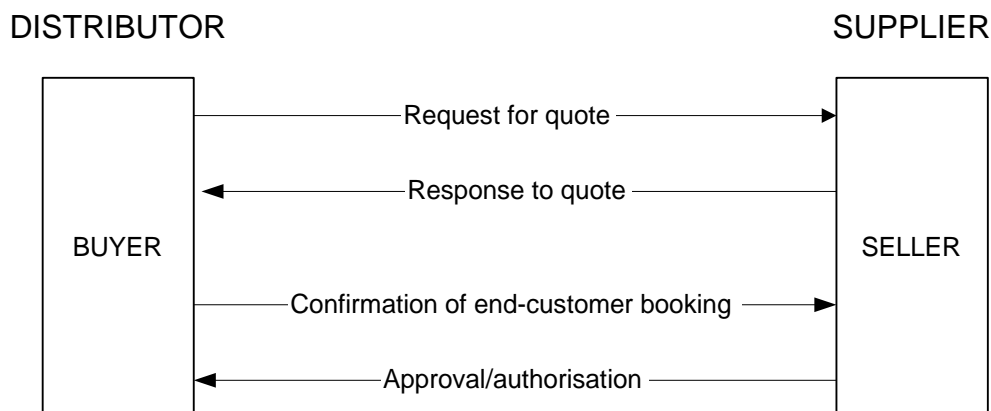 DISTRIBUTOR
SUPPLIER
Request for quote
Response to quote
BUYER
SELLER
Confirmation of end-customer booking
Approval/authorisation